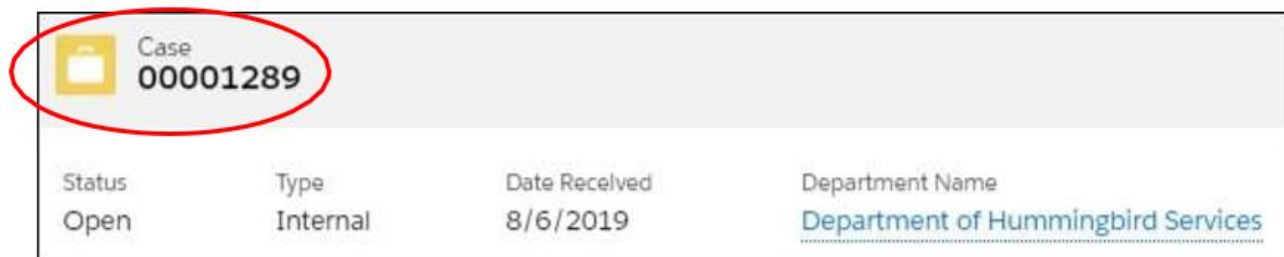 Case
00001289
Status Type Date Received Department Name
Open Internal 8/6/2019 Department of Hummingbird Services